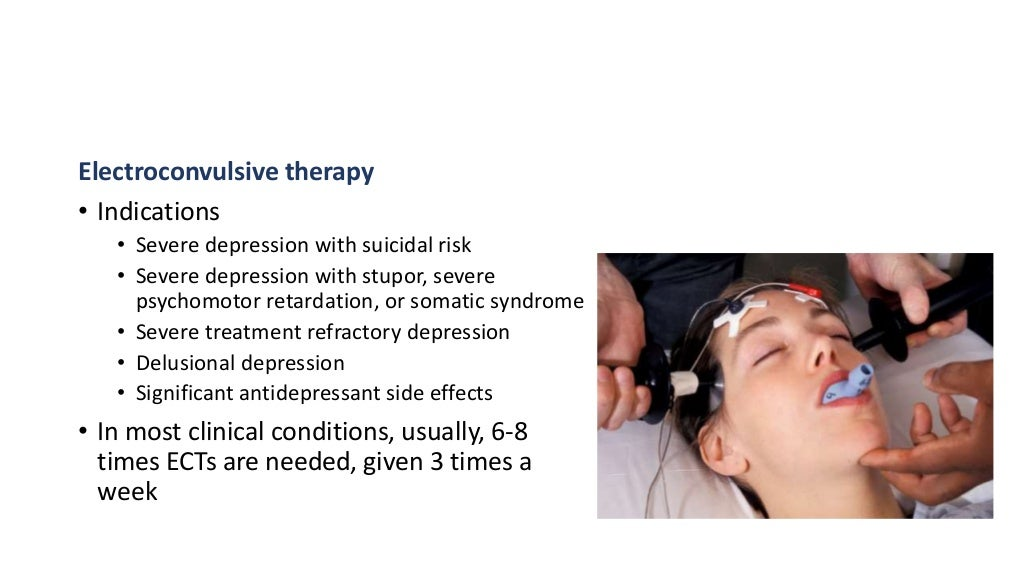 Electroconvulsive therapy
• Indications
• Severe depression with suicidal risk
• Severe depression with stupor, severe
psychomotor retardation, or somatic syndrome
• Severe treatment refractory depression
• Delusional depression
• Significant antidepressant side effects
• In most clinical conditions, usually, 6-8
times ECTs are needed, given 3 times a
week